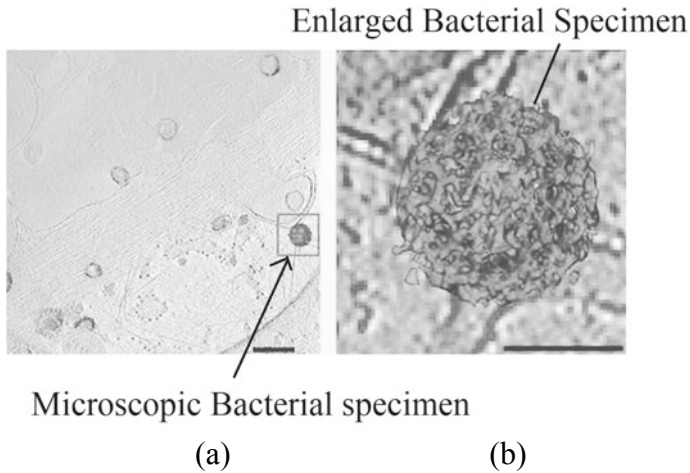 Enlarged Bacterial Specimen
Microscopic Bacterial specimen
(a)
(b)